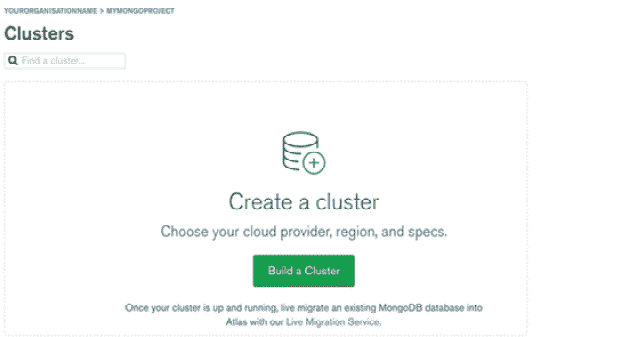 YOURORGANISATIONNAME > MYMONGOPROJECT
Clusters
Find a cluster...
Create a cluster
Choose your cloud provider, region, and specs.
Build a Cluster
Once your cluster is up and running, live migrate an existing MongoDB database into
Atlas with our Live Migration Service.